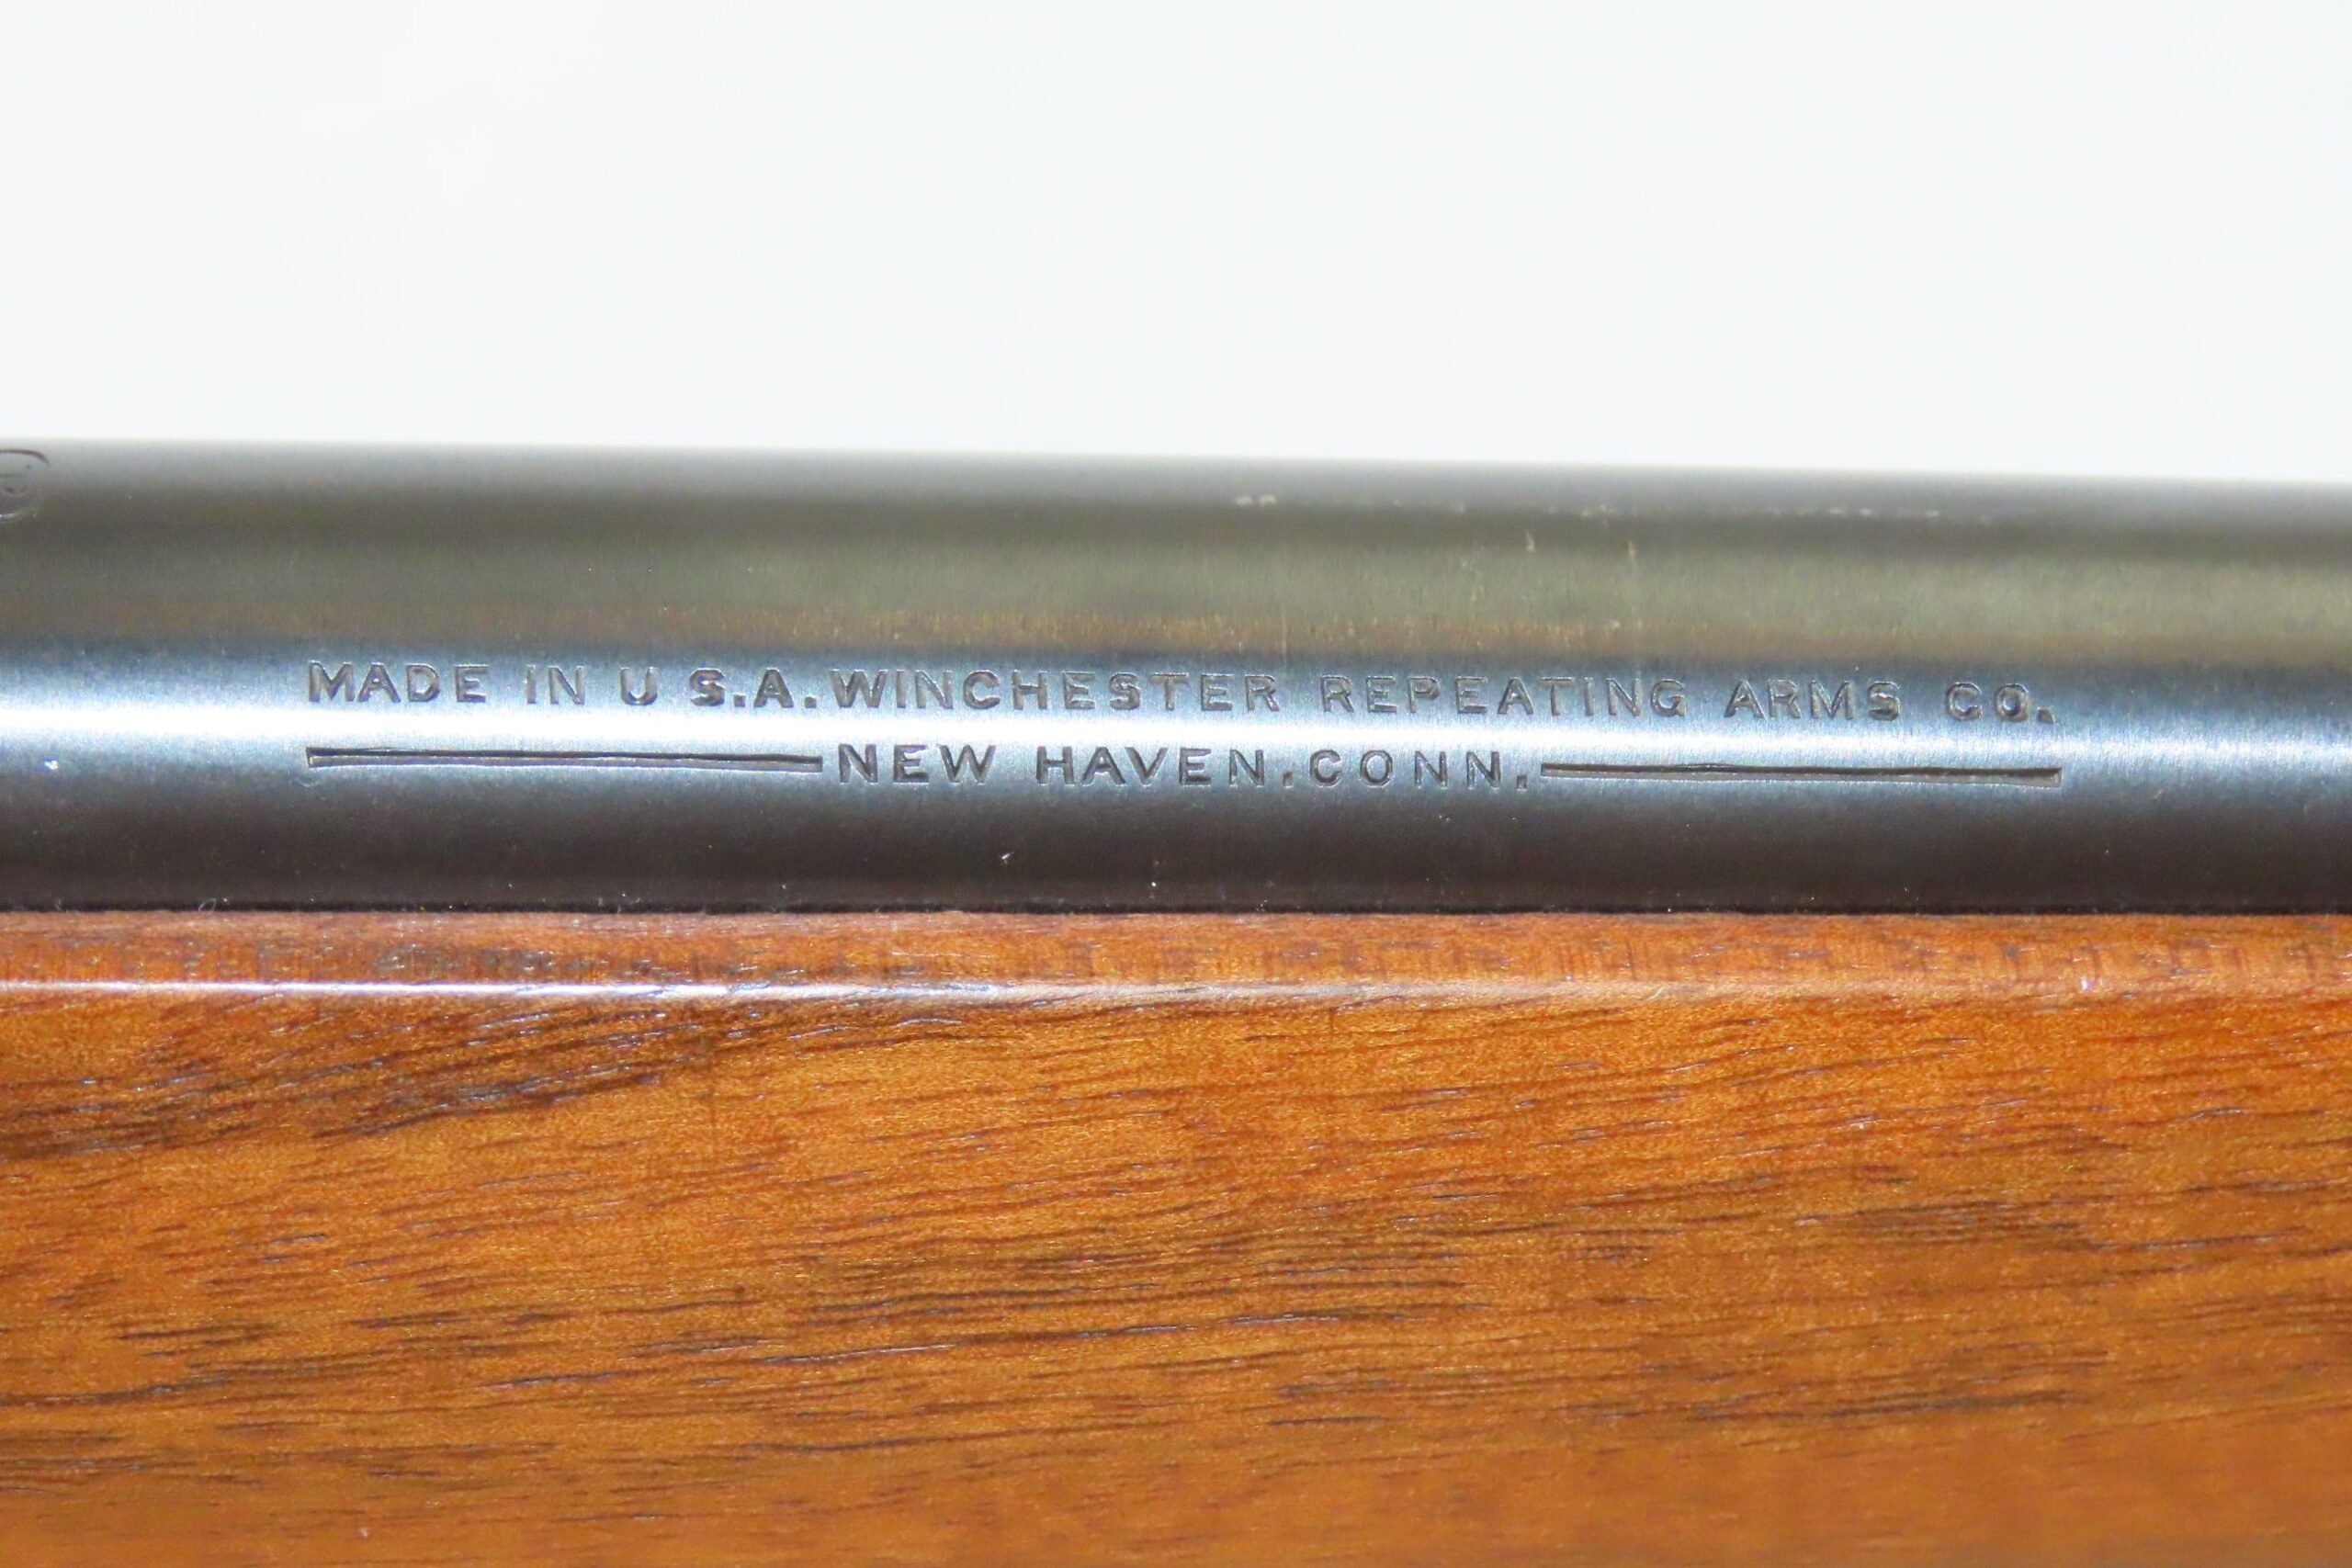 MADE IN U S.A. WINCHESTER REPEATING ARMS CO.
NEW HAVEN, CONN.